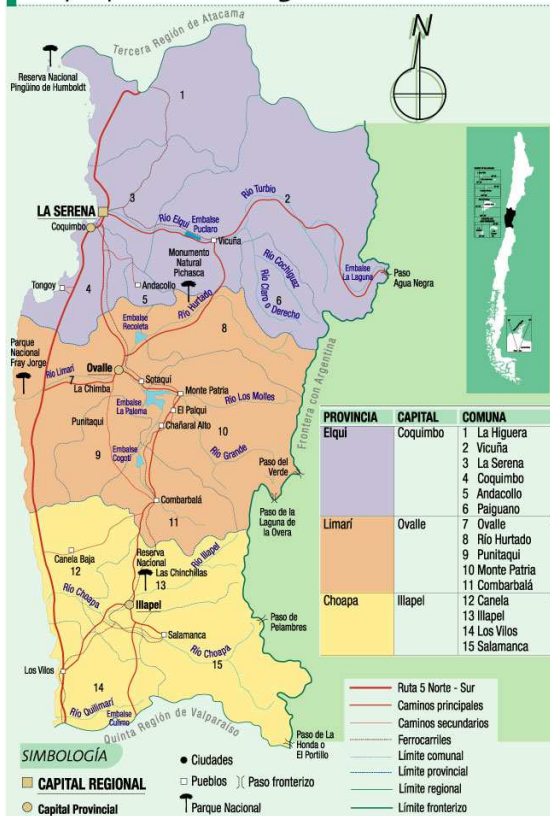 Tercera Región de Atacama
N
Reserva Nacional
Pingüino de Humboldt
1
LA SERENA
3
Coquimbo
Río Elqui
Embalse
Puclaro
Río Turbio
2
Vicuña
Monumento
Natural
Pichasca
Río Cochiguaz
Río Claro o Derecho
Embalse
La Laguna
Paso
Agua Negra
Tongoy
4
Andacollo
5
6
Río Hurtado
Embalse
Recoleta
8
Parque
Nacional
Fray Jorge
Río Limarí
7
Ovalle
La Chimba
Sotaquí
Monte Patria
Embalse
La Paloma
El Palqui
Río Los Molles
Punitaqui
Chañaral Alto
10
9
Embalse
Cogotí
Río Grande
Paso del
Verde
Combarbalá
11
Paso de la
Laguna de
la Overa
Frontera con Argentina
Canela Baja
12
Reserva
Nacional
Las Chinchillas
13
Río Illapel
Río Choapa
Illapel
Paso de
Pelambres
Salamanca
Río Choapa
15
Los Vilos
14
Río Quilimarí
Embalse
Culimo
Quinta Región de Valparaíso
Paso de La
Honda o
El Portillo
PROVINCIA CAPITAL COMUNA
Elqui Coquimbo 1 La Higuera
2 Vicuña
3 La Serena
4 Coquimbo
5 Andacollo
6 Paiguano
Limarí Ovalle 7 Ovalle
8 Río Hurtado
9 Punitaqui
10 Monte Patria
11 Combarbalá
Choapa Illapel 12 Canela
13 Illapel
14 Los Vilos
15 Salamanca
SIMBOLOGÍA
CAPITAL REGIONAL
Capital Provincial
Ciudades
Pueblos
Paso fronterizo
Parque Nacional
Ruta 5 Norte - Sur
Caminos principales
Caminos secundarios
Ferrocarriles
Límite comunal
Límite provincial
Límite regional
Límite fronterizo